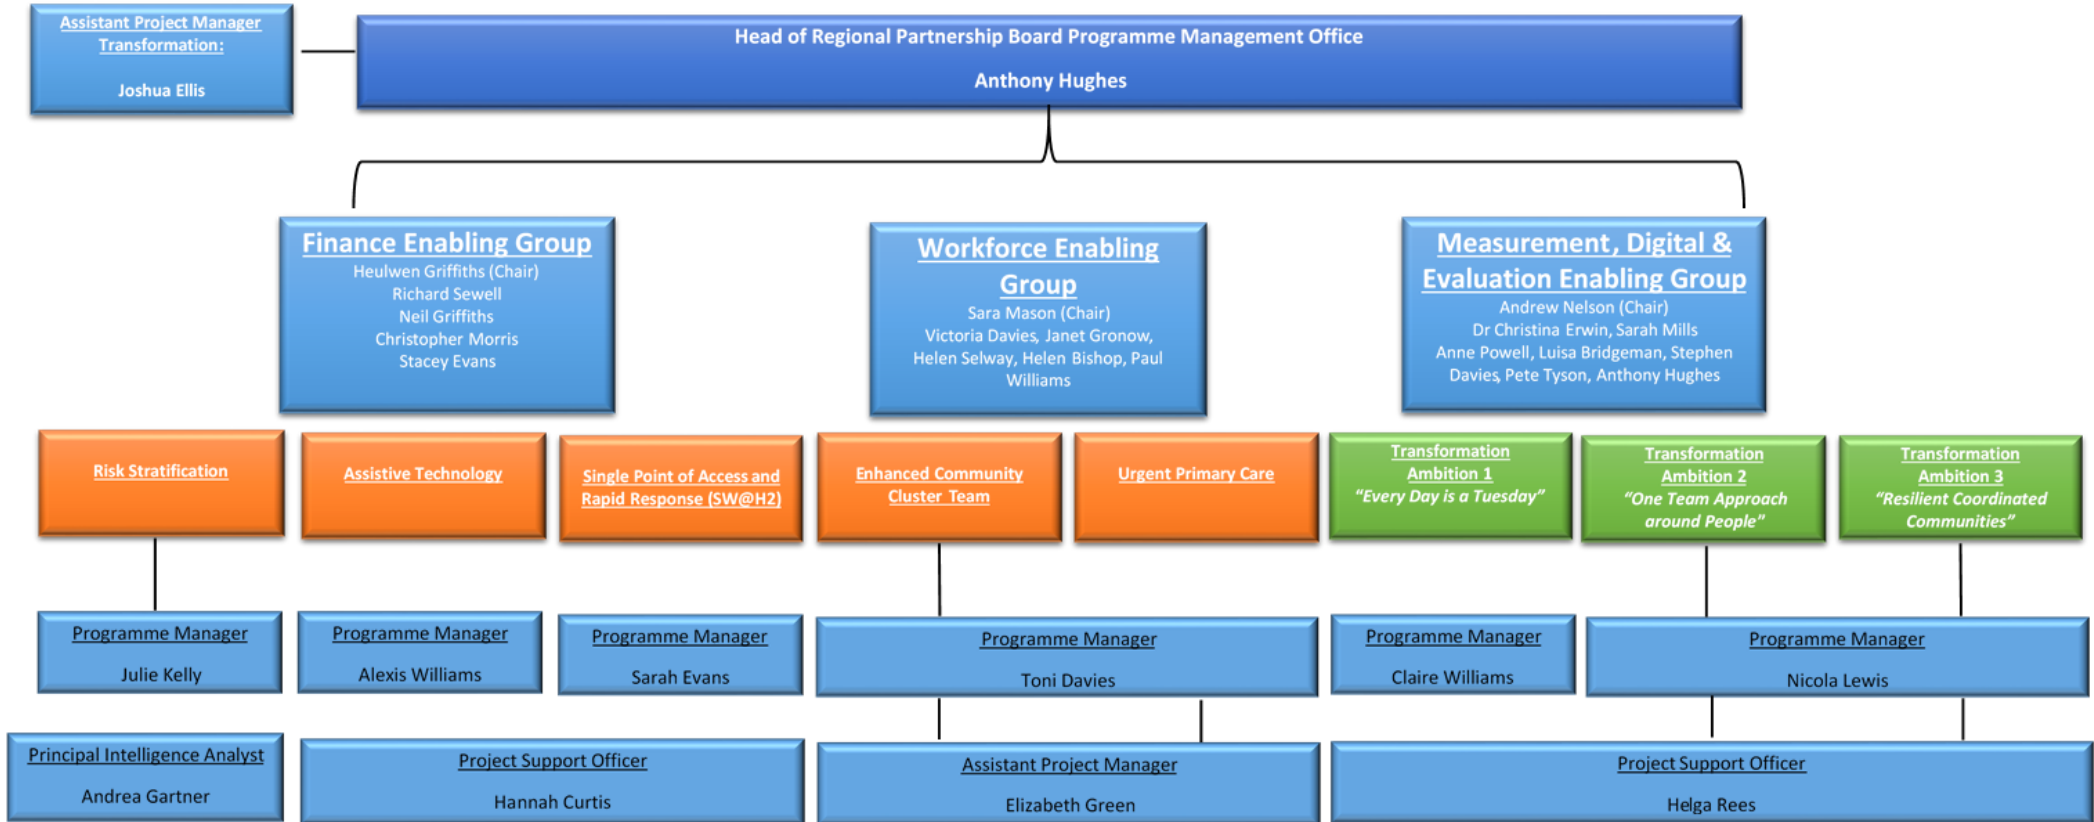 Assistant Project Manager
Transformation:
Joshua Ellis
Head of Regional Partnership Board Programme Management Office
Anthony Hughes
Finance Enabling Group
Heulwen Griffiths (Chair)
Richard Sewell
Neil Griffiths
Christopher Morris
Stacey Evans
Workforce Enabling
Group
Sara Mason (Chair)
Victoria Davies, Janet Gronow,
Helen Selway, Helen Bishop, Paul
Williams
Measurement, Digital &
Evaluation Enabling Group
Andrew Nelson (Chair)
Dr Christina Erwin, Sarah Mills
Anne Powell, Luisa Bridgeman, Stephen
Davies, Pete Tyson, Anthony Hughes
Risk Stratification
Assistive Technology
Single Point of Access and
Rapid Response (SW@H2)
Enhanced Community
Cluster Team
Urgent Primary Care
Transformation
Ambition 1
“Every Day is a Tuesday”
Transformation
Ambition 2
“One Team Approach
around People”
Transformation
Ambition 3
“Resilient Coordinated
Communities”
Programme Manager
Julie Kelly
Programme Manager
Alexis Williams
Programme Manager
Sarah Evans
Programme Manager
Toni Davies
Programme Manager
Claire Williams
Programme Manager
Nicola Lewis
Principal Intelligence Analyst
Andrea Gartner
Project Support Officer
Hannah Curtis
Assistant Project Manager
Elizabeth Green
Project Support Officer
Helga Rees